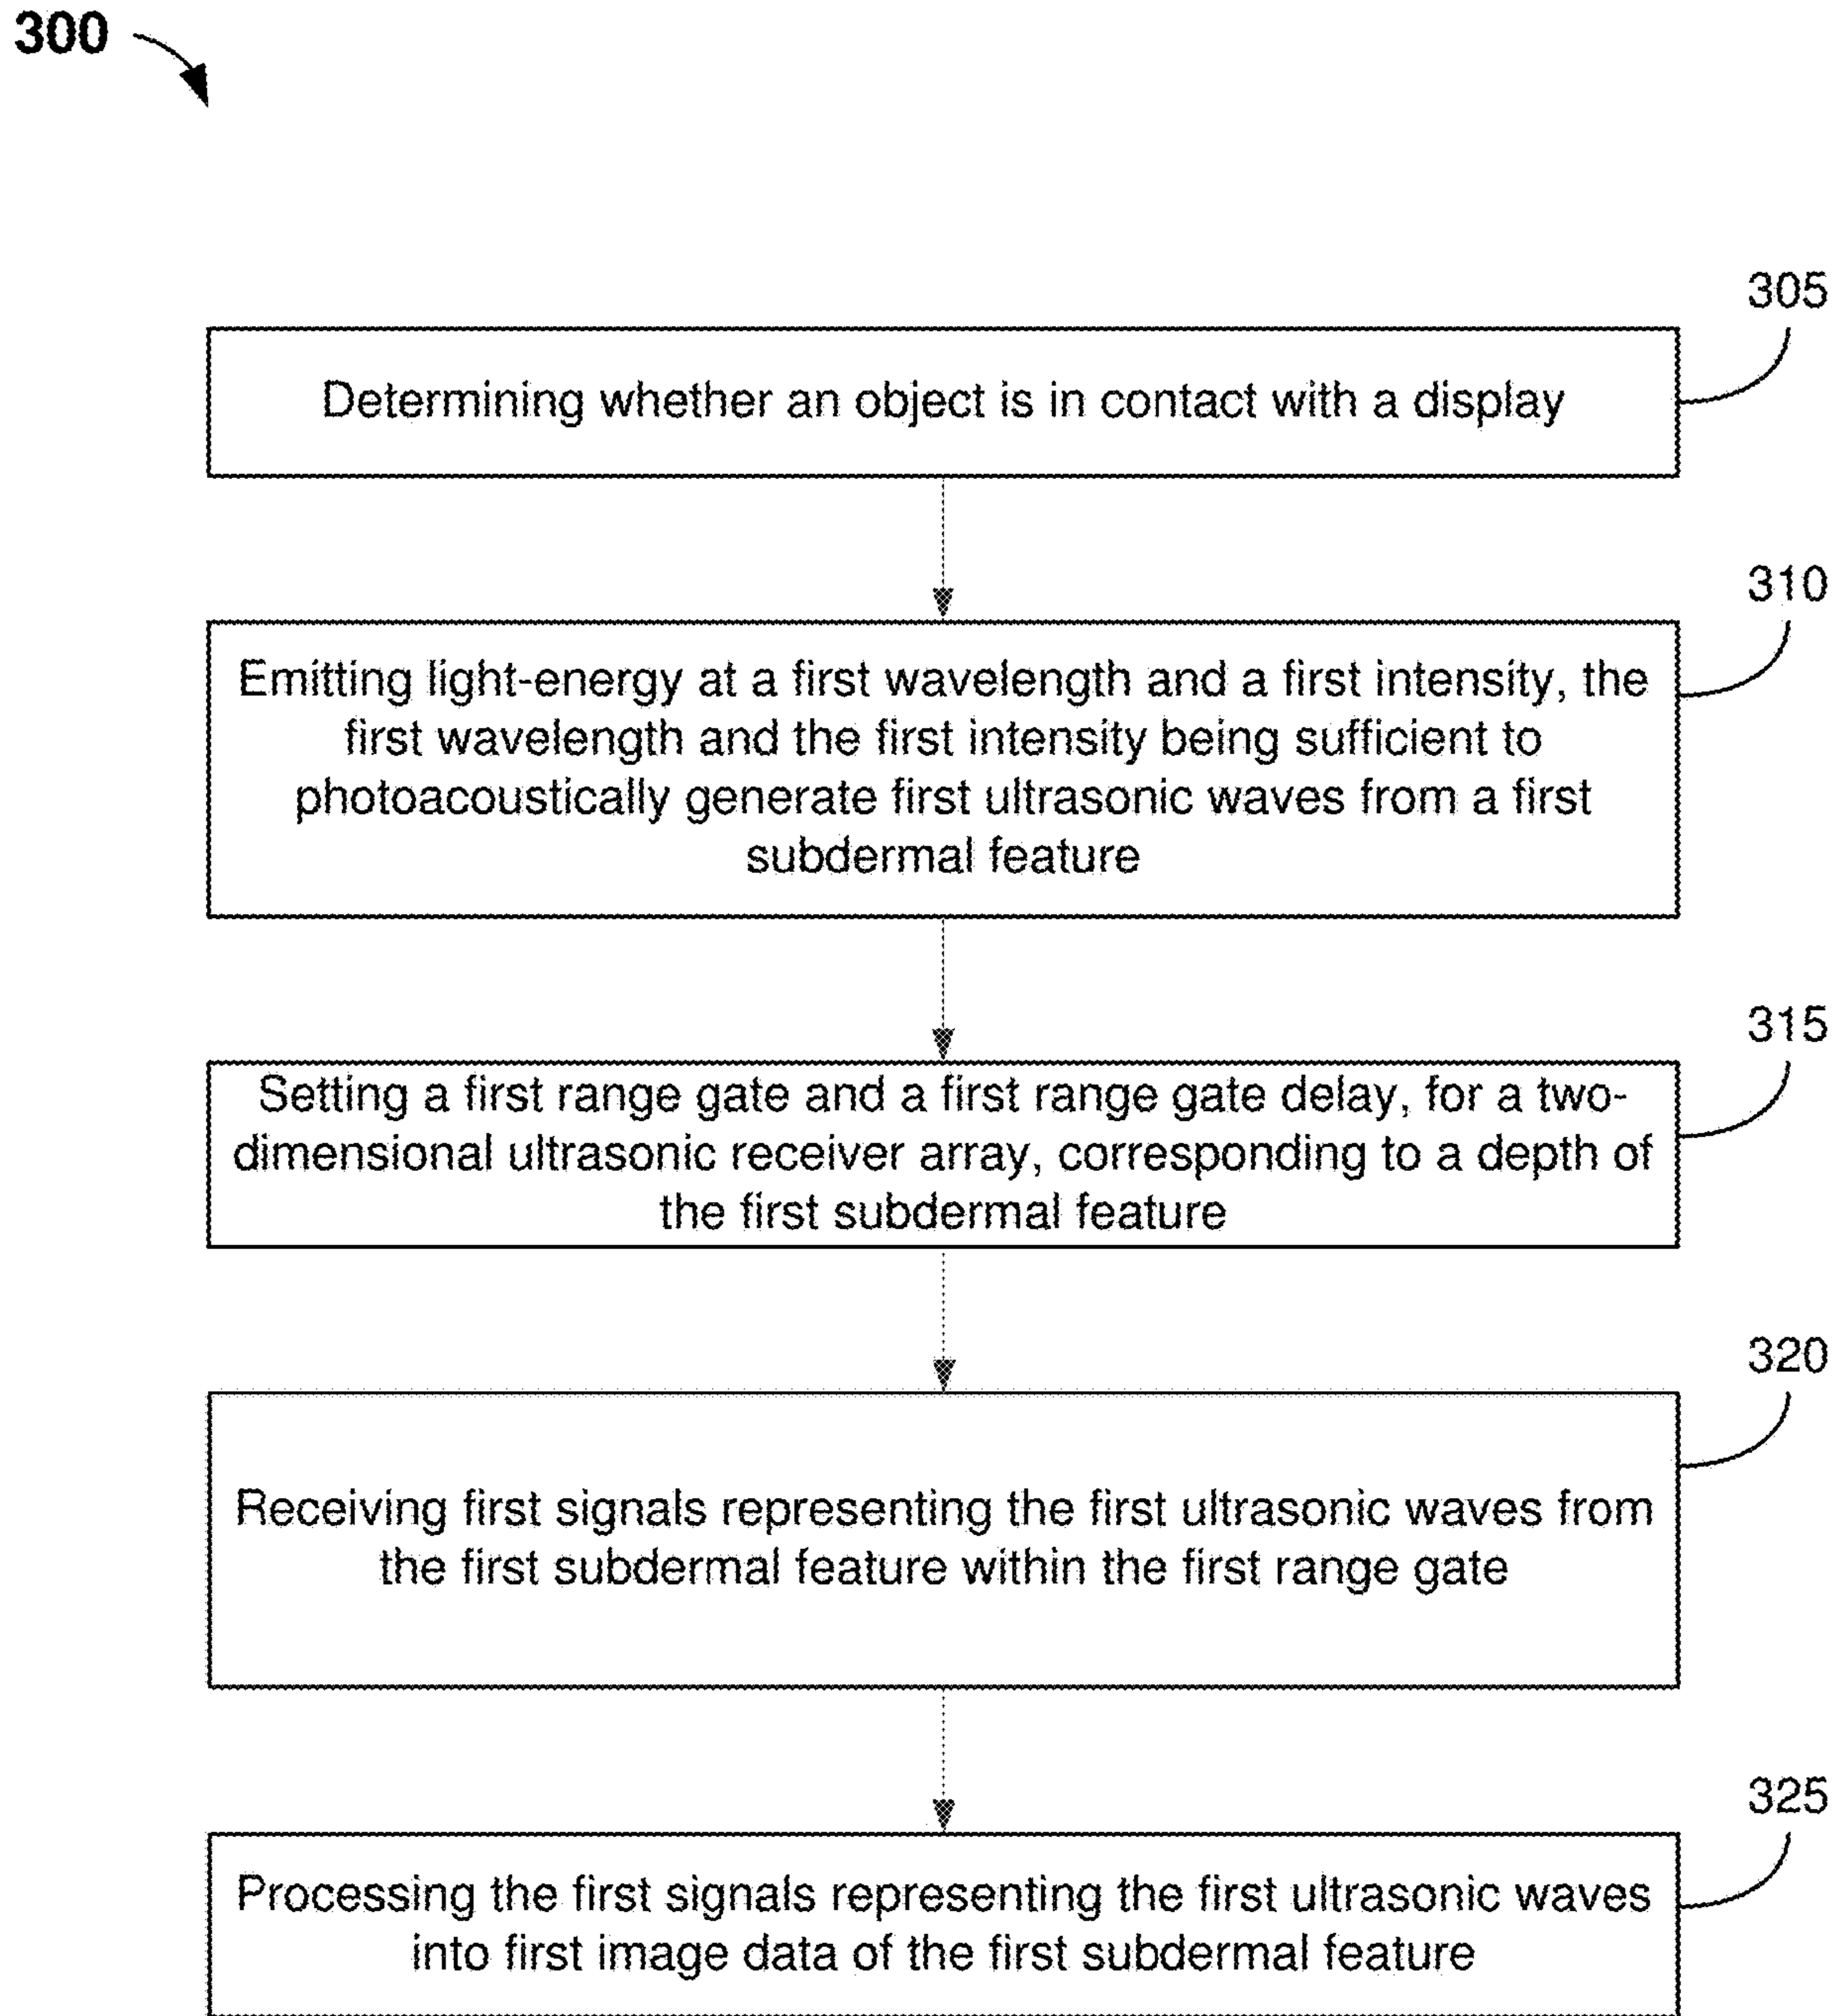 300
305
Determining whether an object is in contact with a display
310
Emitting light-energy at a first wavelength and a first intensity, the
first wavelength and the first intensity being sufficient to
photoacoustically generate first ultrasonic waves from a first
subdermal feature
315
Setting a first range gate and a first range gate delay, for a two-
dimensional ultrasonic receiver array, corresponding to a depth of
the first subdermal feature
320
Receiving first signals representing the first ultrasonic waves from
the first subdermal feature within the first range gate
325
Processing the first signals representing the first ultrasonic waves
into first image data of the first subdermal feature